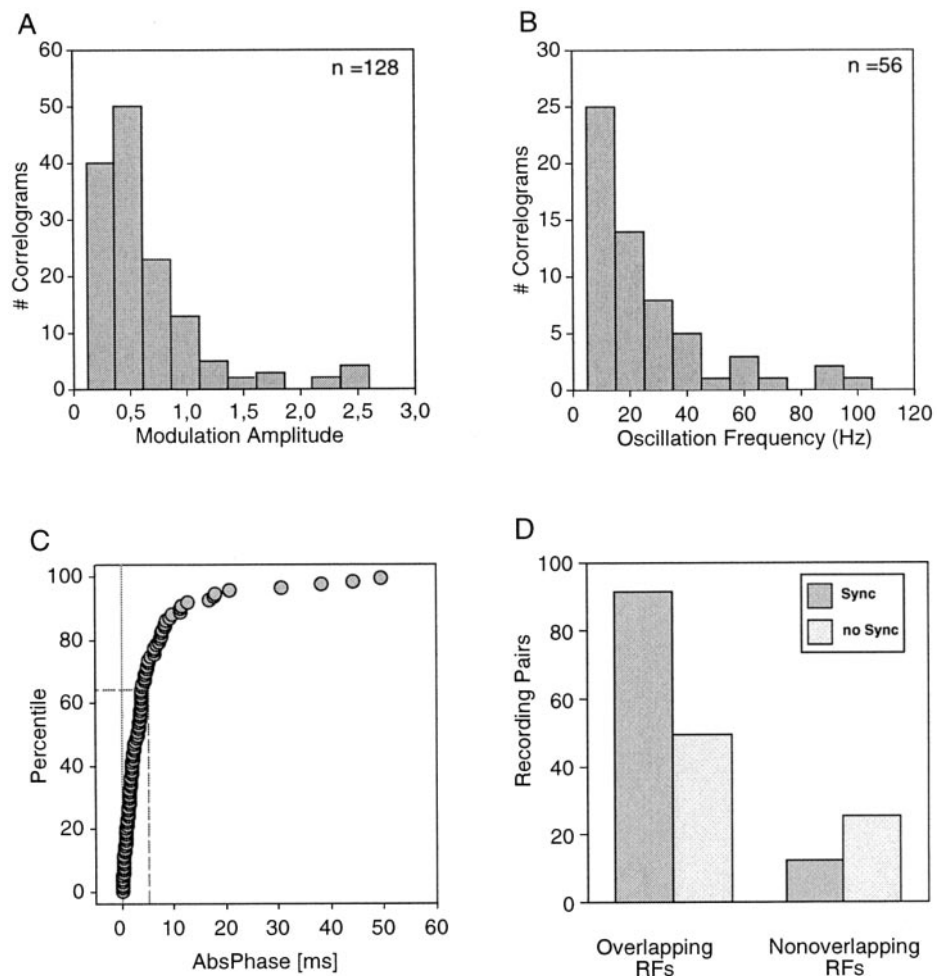 A
60
50
40
30
20
10
0
# Correlograms
n =128
0
0,5
1,0
1,5
2,0
2,5
3,0
Modulation Amplitude
B
30
25
20
15
10
5
0
# Correlograms
n =56
0
20
40
60
80
100
120
Oscillation Frequency (Hz)
C
100
80
60
40
20
0
Percentile
0
10
20
30
40
50
60
AbsPhase [ms]
D
100
80
60
40
20
0
Recording Pairs
Sync
no Sync
Overlapping
RFs
Nonoverlapping
RFs